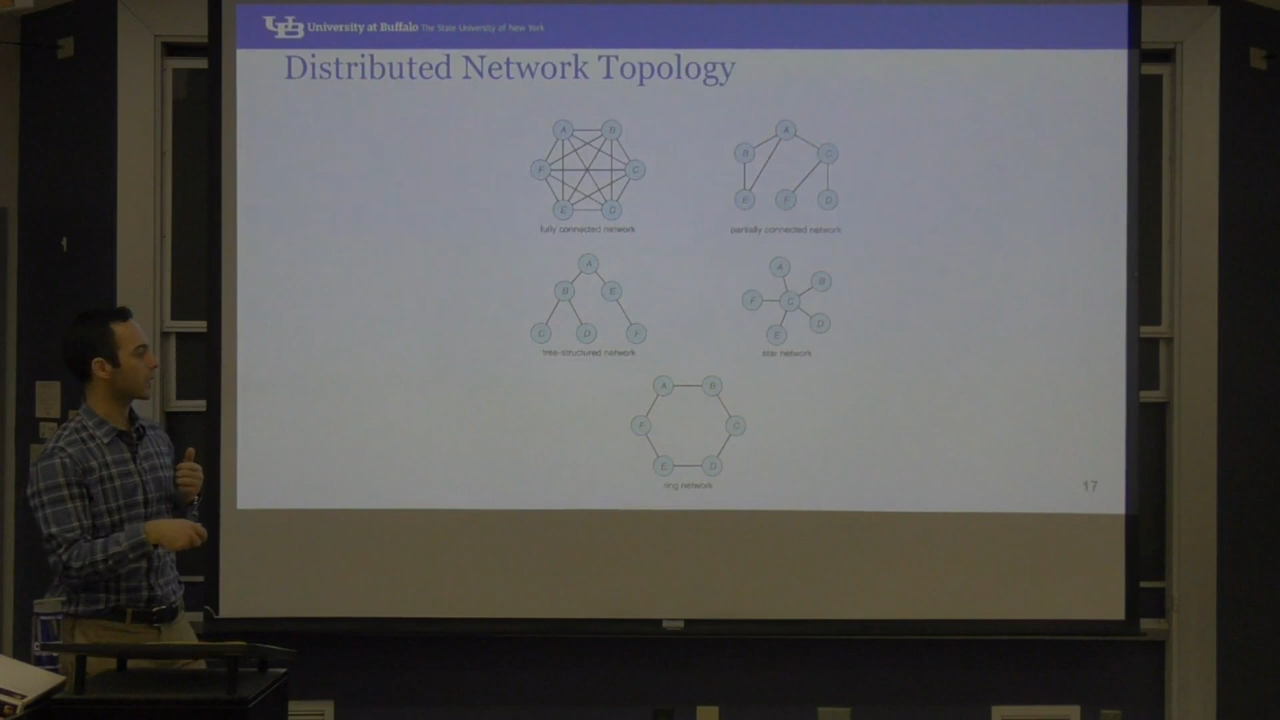 UB University at Buffalo The State University of New York
Distributed Network Topology
A B
F C
E D
fully connected network
A
B C
E F D
partially connected network
A
B E
C D F
tree-structured network
A
B
F C
D
E
star network
A B
F C
E D
ring network
17